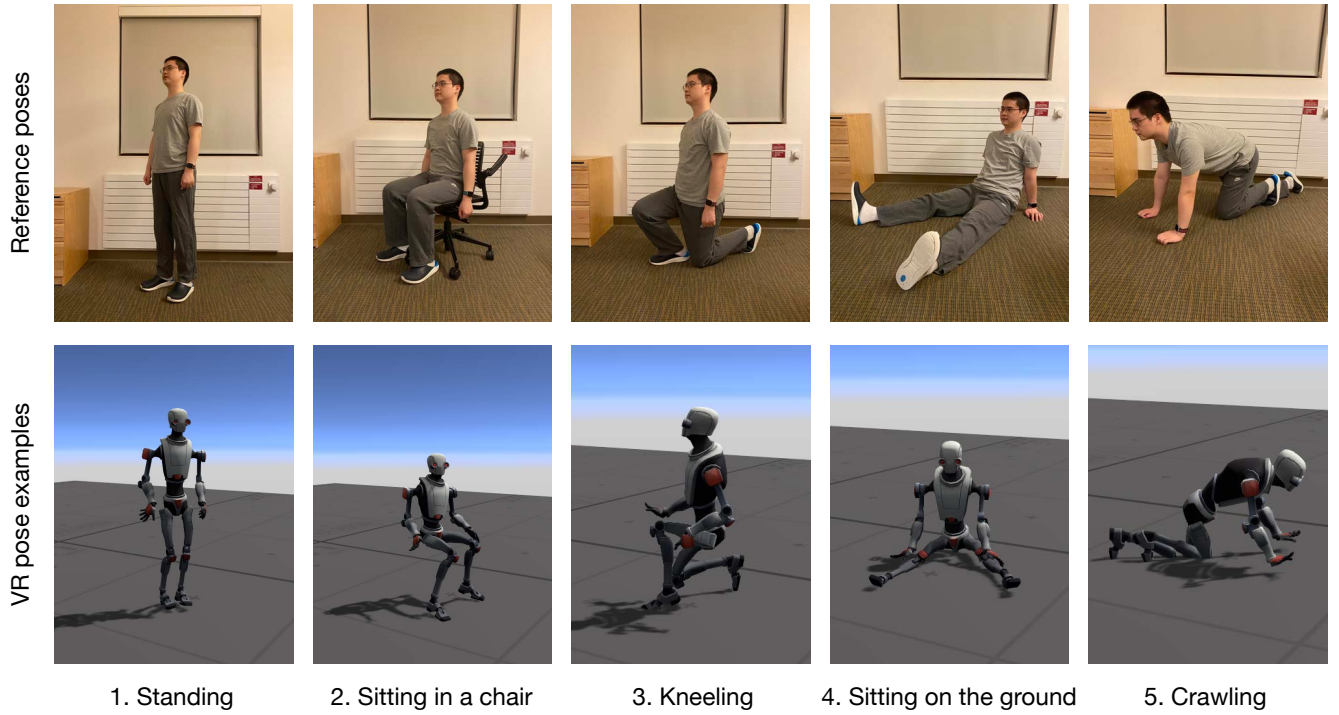 Reference poses
VR pose examples
1. Standing
2. Sitting in a chair
3. Kneeling
4. Sitting on the ground
5. Crawling